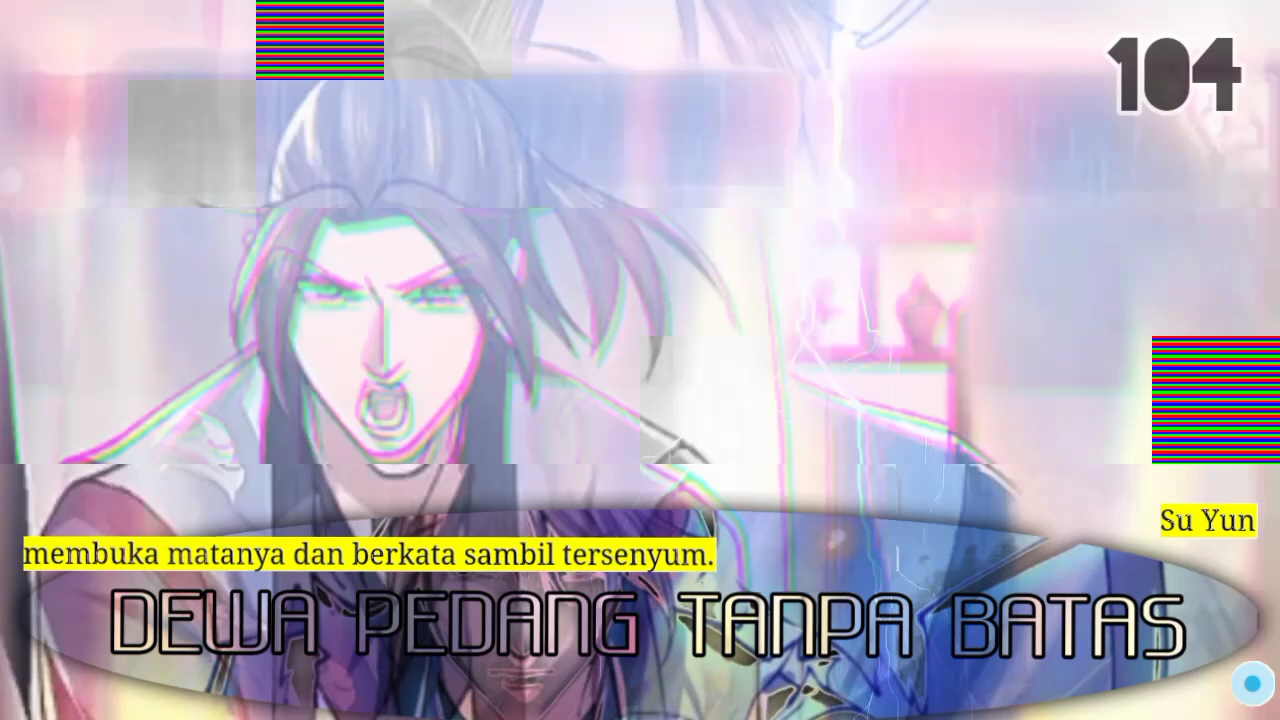 104
Su Yun
membuka matanya dan berkata sambil tersenyum.
DEWA PEDANG TANPA BATAS